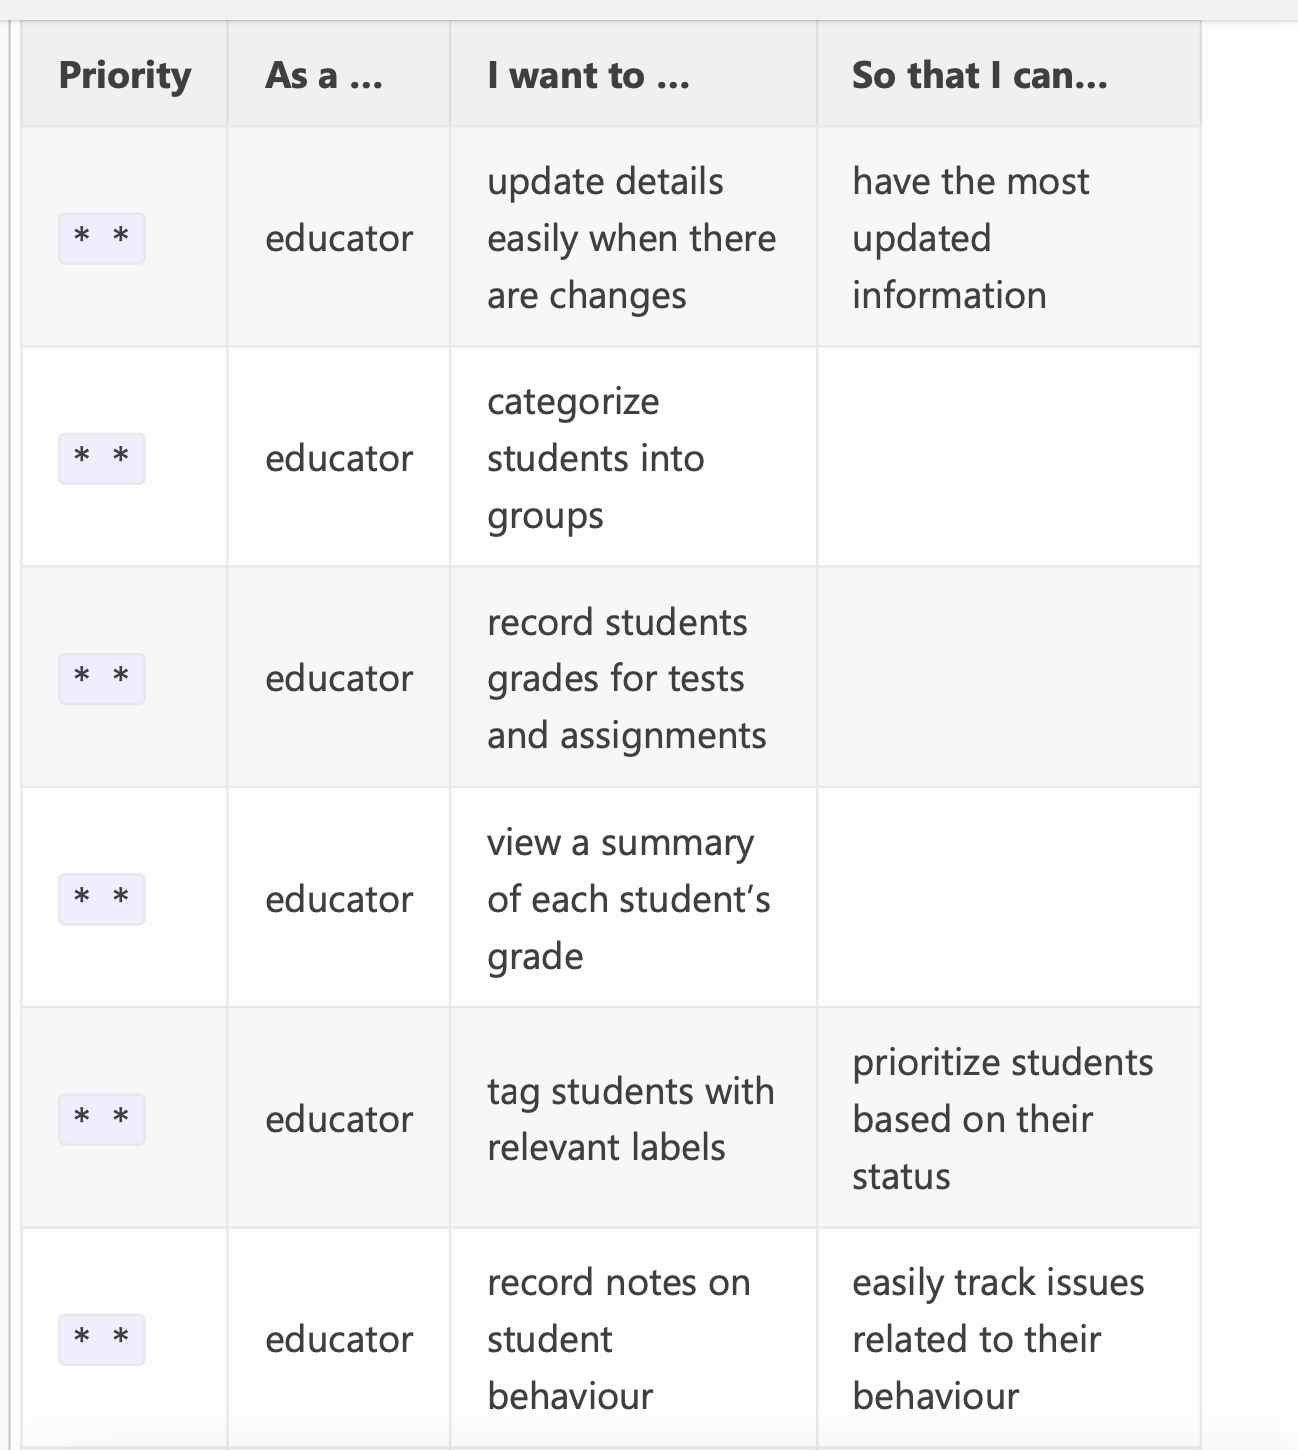 Priority As a ... I want to ... So that I can...
* * educator update details easily when there are changes have the most updated information
* * educator categorize students into groups
* * educator record students grades for tests and assignments
* * educator view a summary of each student’s grade
* * educator tag students with relevant labels prioritize students based on their status
* * educator record notes on student behaviour easily track issues related to their behaviour